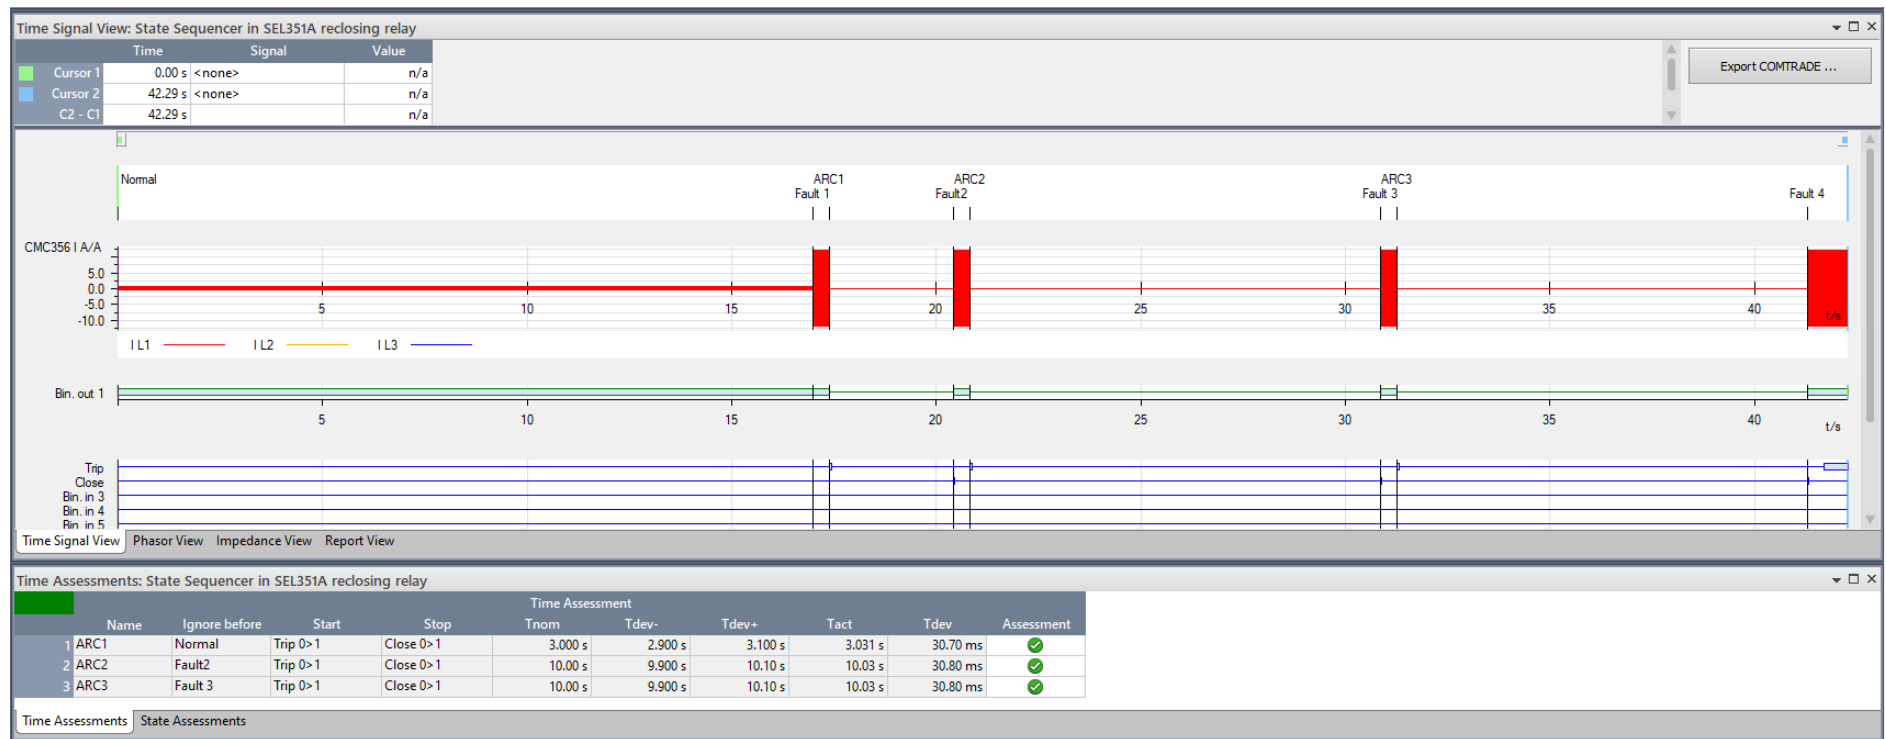 Time Signal View: State Sequencer in SEL351A reclosing relay
Time Signal Value
Cursor 1 0.00 s <none> n/a
Cursor 2 42.29 s <none> n/a
C2 - C1 42.29 s n/a
Export COMTRADE ...
Normal ARC1 ARC2 ARC3
Fault 1 Fault2 Fault 3 Fault 4
CMC356 I A/A
5.0
0.0
-5.0
-10.0
5 10 15 20 25 30 35 40 t/s
I L1 I L2 I L3
Bin. out 1
5 10 15 20 25 30 35 40 t/s
Trip
Close
Bin. in 3
Bin. in 4
Bin. in 5
Time Signal View Phasor View Impedance View Report View
Time Assessments: State Sequencer in SEL351A reclosing relay
Time Assessment
Name Ignore before Start Stop Tnom Tdev- Tdev+ Tact Tdev Assessment
1 ARC1 Normal Trip 0>1 Close 0>1 3.000 s 2.900 s 3.100 s 3.031 s 30.70 ms
2 ARC2 Fault2 Trip 0>1 Close 0>1 10.00 s 9.900 s 10.10 s 10.03 s 30.80 ms
3 ARC3 Fault 3 Trip 0>1 Close 0>1 10.00 s 9.900 s 10.10 s 10.03 s 30.80 ms
Time Assessments State Assessments